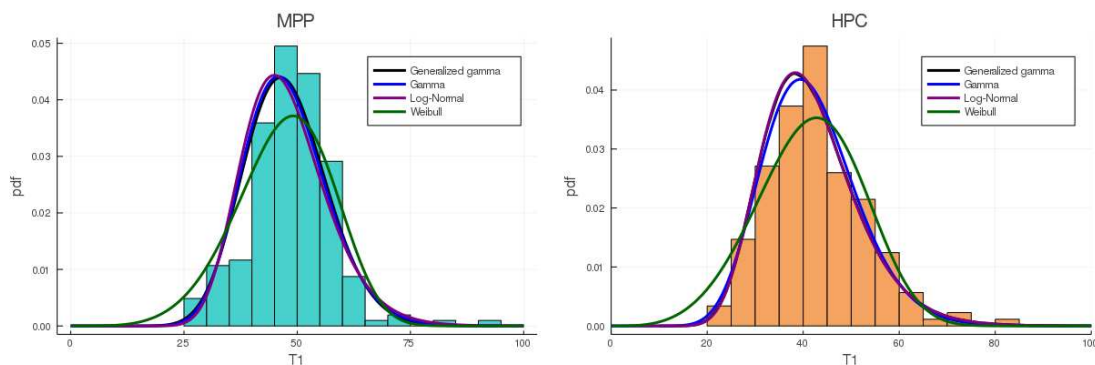 MPP
0.05
0.04
0.03
0.02
0.01
0.00
pdf
Generalized gamma
Gamma
Log-Normal
Weibull
0
25
50
75
100
T1
HPC
0.04
0.03
0.02
0.01
0.00
pdf
Generalized gamma
Gamma
Log-Normal
Weibull
0
20
40
60
80
100
T1